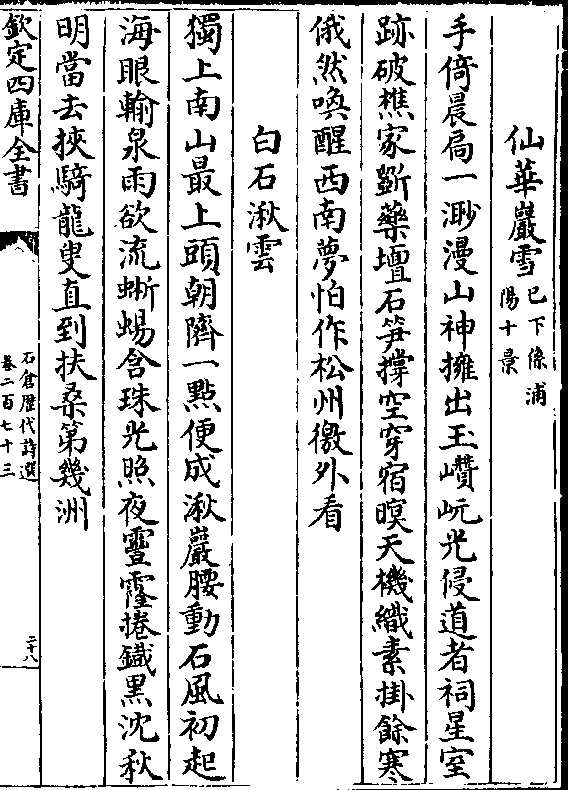 仙華巖雪已下係浦陽十景
手倚晨扃一渺漫山神擁出玉巑岏光侵道者祠星室
跡破樵家斲藥壇石笋撐空穿宿暝天機織素掛餘寒
俄然喚醒西南夢怕作松州徼外看
白石湫雲
獨上南山最上頭朝隮一點便成湫巖腰動石風初起
海眼輸泉雨欲流蜥蜴含珠光照夜靈霳捲鐵黑沈秋
明當去挾騎龍叟直到扶桑第幾洲
欽定四庫全書
石倉歴代詩選
卷二百七十三
二十八